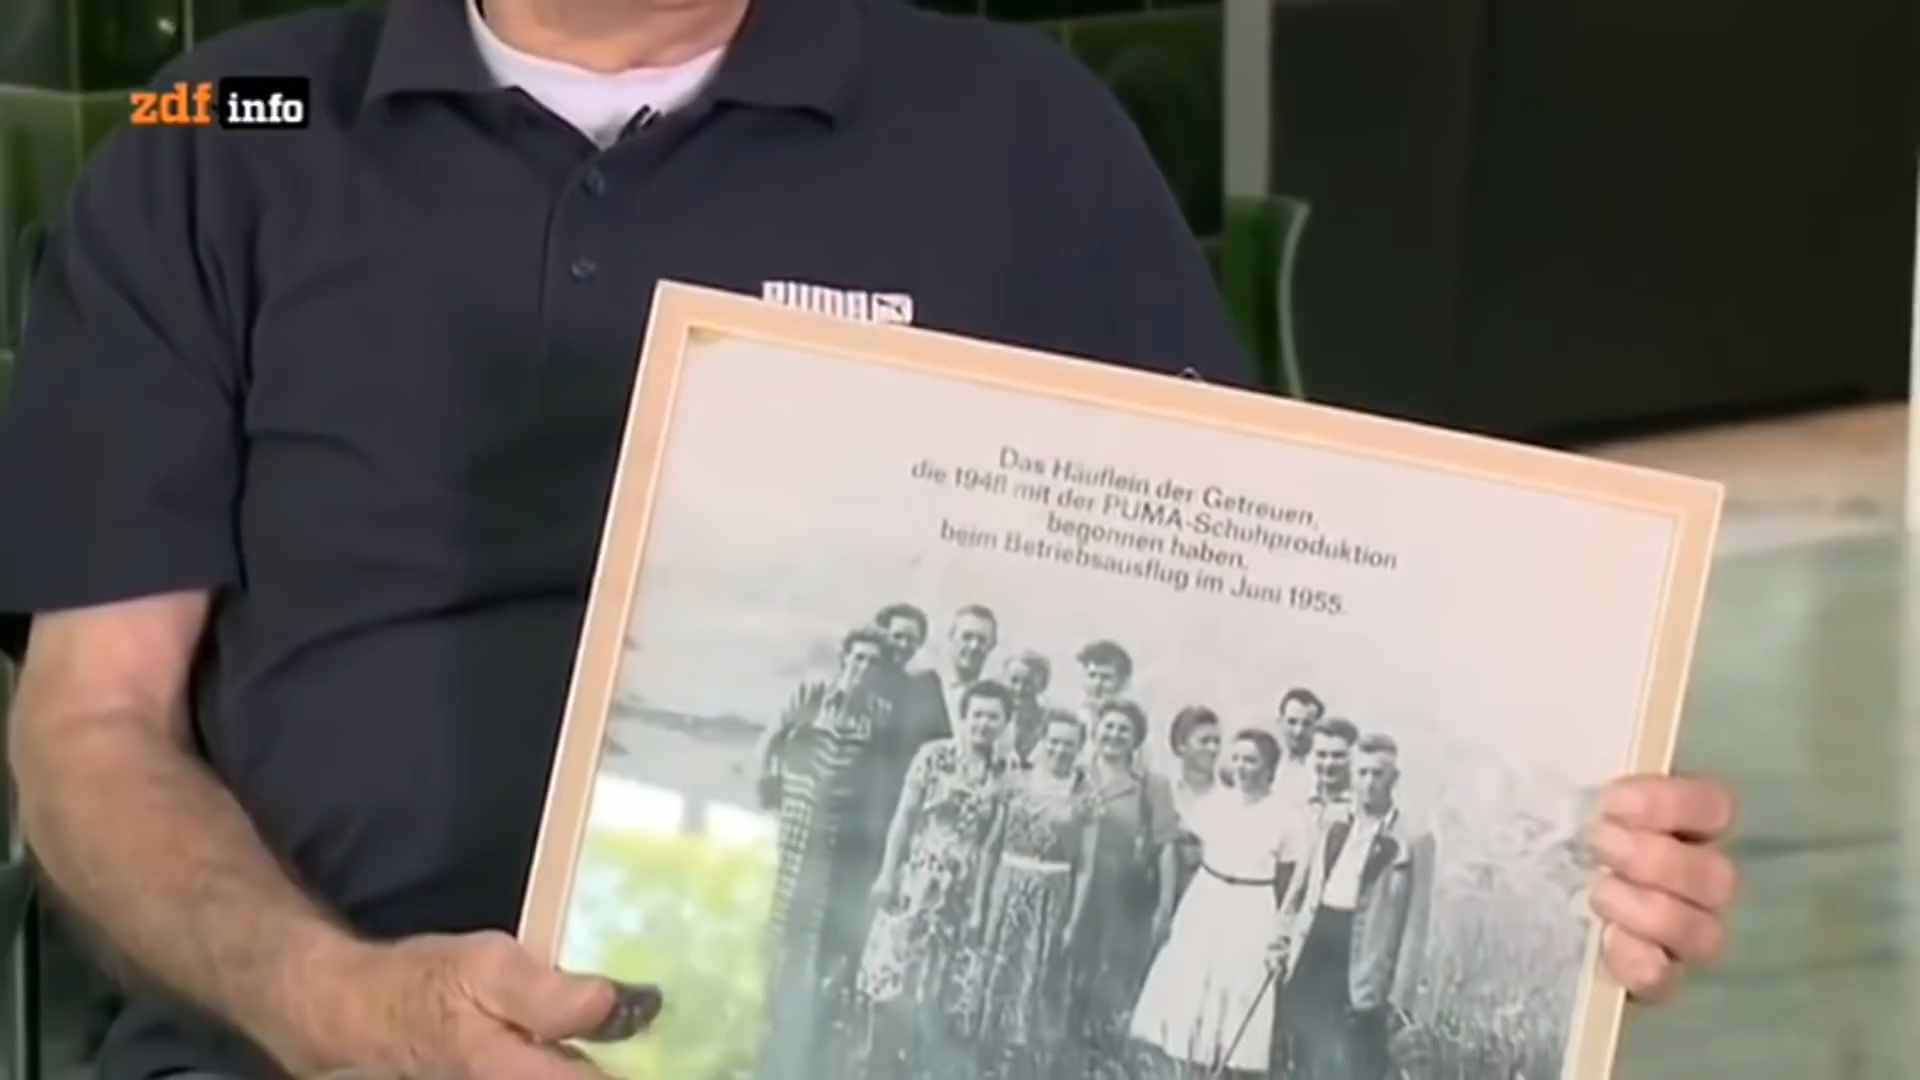 zdf info
PUMA
Das Häuflein der Getreuen,
die 1948 mit der PUMA-Schuhproduktion
begonnen haben,
beim Betriebsausflug im Juni 1955.